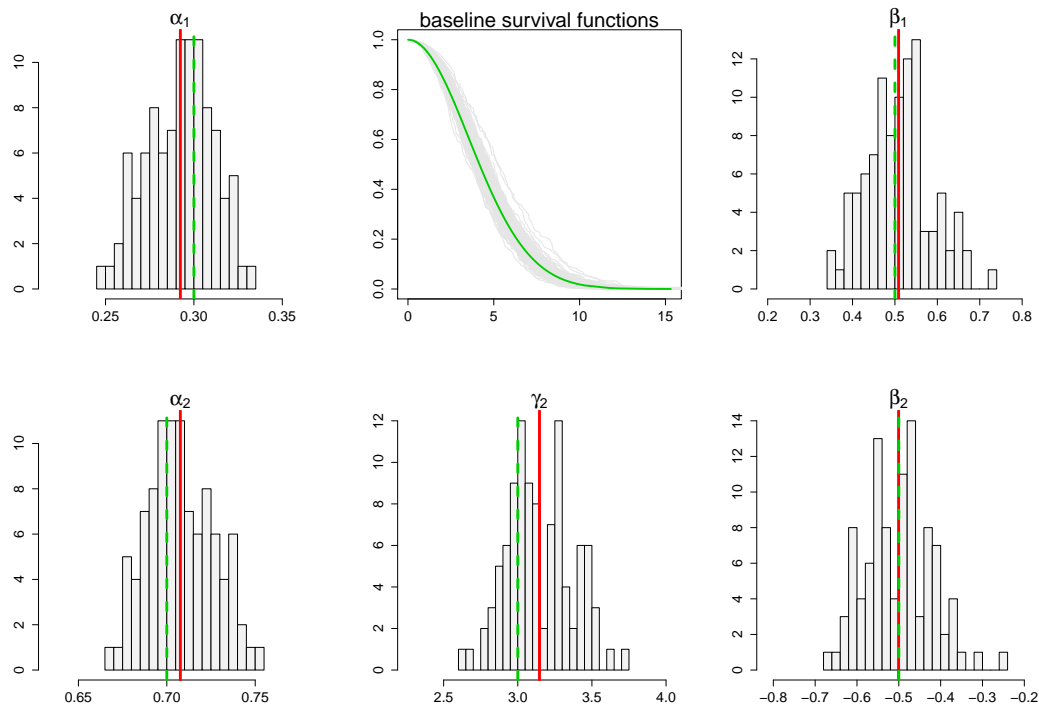 α1
0 2 4 6 8 10
0.25 0.30 0.35
baseline survival functions
0.0 0.2 0.4 0.6 0.8 1.0
0 5 10 15
β1
0 2 4 6 8 10 12
0.2 0.3 0.4 0.5 0.6 0.7 0.8
α2
0 2 4 6 8 10
0.65 0.70 0.75
γ2
0 2 4 6 8 10 12
2.5 3.0 3.5 4.0
β2
0 2 4 6 8 10 12 14
−0.8 −0.7 −0.6 −0.5 −0.4 −0.3 −0.2